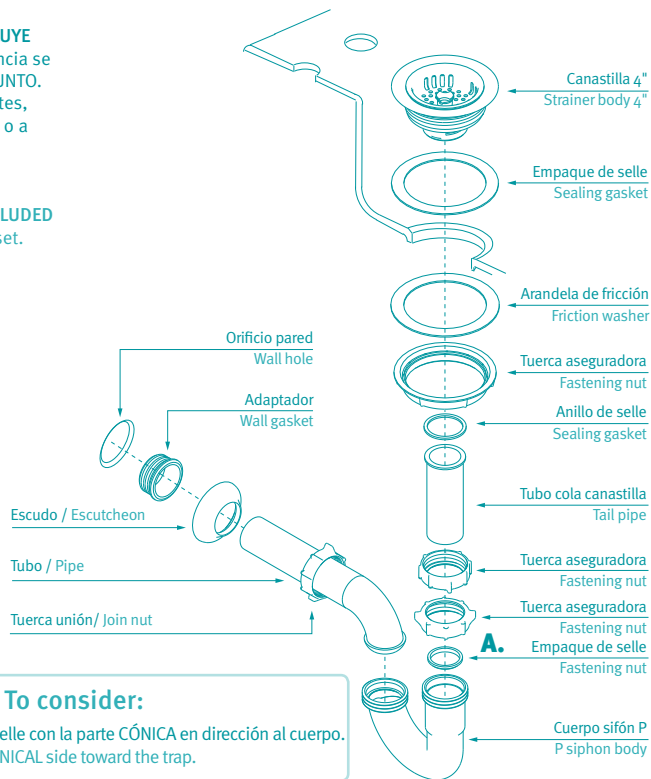 UYE
ncia se
UNTO.
tes,
o a
LUDED
set.
Canastilla 4"
Strainer body 4"
Empaque de selle
Sealing gasket
Arandela de fricción
Friction washer
Orificio pared
Wall hole
Tuerca aseguradora
Fastening nut
Adaptador
Wall gasket
Anillo de selle
Sealing gasket
Tubo cola canastilla
Tail pipe
Escudo / Escutcheon
Tubo / Pipe
Tuerca aseguradora
Fastening nut
Tuerca unión/ Join nut
Tuerca aseguradora
Fastening nut
A.
Empaque de selle
Fastening nut
To consider:
elle con la parte CÓNICA en dirección al cuerpo.
NICAL side toward the trap.
Cuerpo sifón P
P siphon body